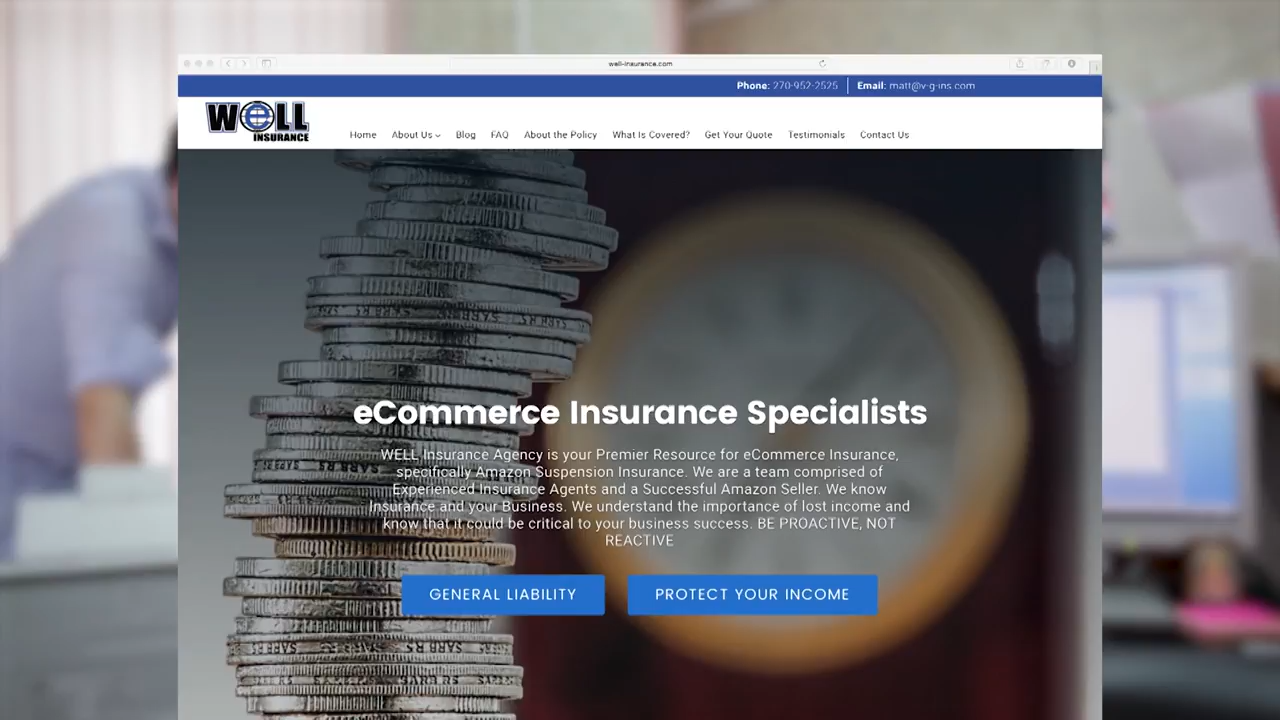 well-insurance.com
Phone: 270-952-2525 Email: matt@v-g-ins.com
WeLL
INSURANCE
Home About Us Blog FAQ About the Policy What Is Covered? Get Your Quote Testimonials Contact Us
eCommerce Insurance Specialists
WELL Insurance Agency is your Premier Resource for eCommerce Insurance,
specifically Amazon Suspension Insurance. We are a team comprised of
Experienced Insurance Agents and a Successful Amazon Seller. We know
Insurance and your Business. We understand the importance of lost income and
know that it could be critical to your business success. BE PROACTIVE, NOT
REACTIVE
GENERAL LIABILITY PROTECT YOUR INCOME